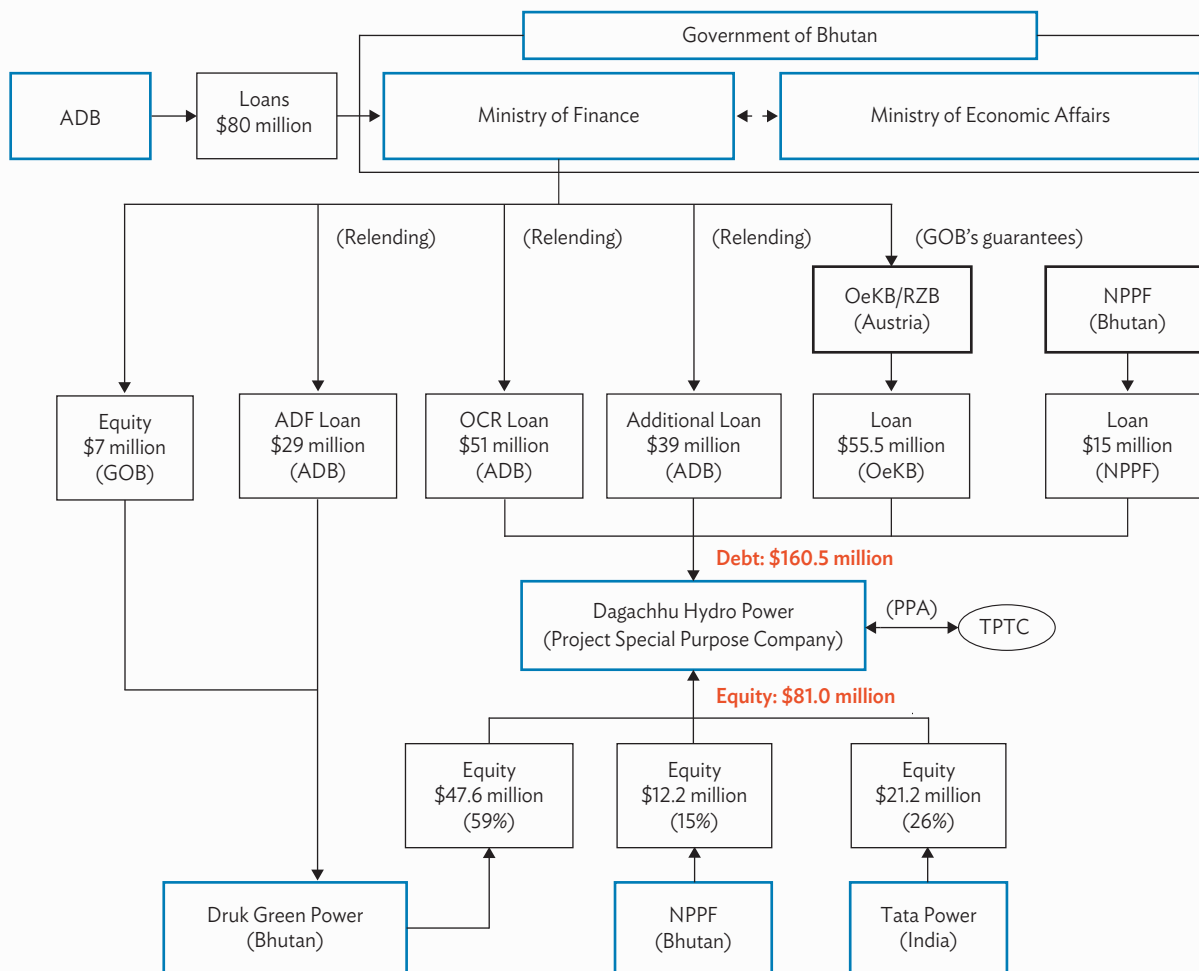 Government of Bhutan
ADB
Loans
$80 million
Ministry of Finance
Ministry of Economic Affairs
(Relending)
(Relending)
(Relending)
(GOB's guarantees)
OeKB/RZB
(Austria)
NPPF
(Bhutan)
Equity
$7 million
(GOB)
ADF Loan
$29 million
(ADB)
OCR Loan
$51 million
(ADB)
Additional Loan
$39 million
(ADB)
Loan
$55.5 million
(OeKB)
Loan
$15 million
(NPPF)
Debt: $160.5 million
Dagachhu Hydro Power
(Project Special Purpose Company)
(PPA)
TPTC
Equity: $81.0 million
Equity
$47.6 million
(59%)
Equity
$12.2 million
(15%)
Equity
$21.2 million
(26%)
Druk Green Power
(Bhutan)
NPPF
(Bhutan)
Tata Power
(India)